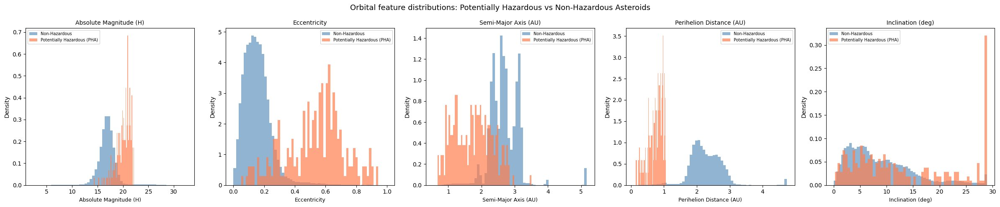 Orbital feature distributions: Potentially Hazardous vs Non-Hazardous Asteroids
Absolute Magnitude (H)
Non-Hazardous
Potentially Hazardous (PHA)
Density
0.7
0.6
0.5
0.4
0.3
0.2
0.1
0.0
5 10 15 20 25 30
Absolute Magnitude (H)
Eccentricity
Non-Hazardous
Potentially Hazardous (PHA)
Density
5
4
3
2
1
0
0.0 0.2 0.4 0.6 0.8 1.0
Eccentricity
Semi-Major Axis (AU)
Non-Hazardous
Potentially Hazardous (PHA)
Density
1.4
1.2
1.0
0.8
0.6
0.4
0.2
0.0
1 2 3 4 5
Semi-Major Axis (AU)
Perihelion Distance (AU)
Non-Hazardous
Potentially Hazardous (PHA)
Density
3.5
3.0
2.5
2.0
1.5
1.0
0.5
0.0
0 1 2 3 4
Perihelion Distance (AU)
Inclination (deg)
Non-Hazardous
Potentially Hazardous (PHA)
Density
0.30
0.25
0.20
0.15
0.10
0.05
0.00
0 5 10 15 20 25 30
Inclination (deg)